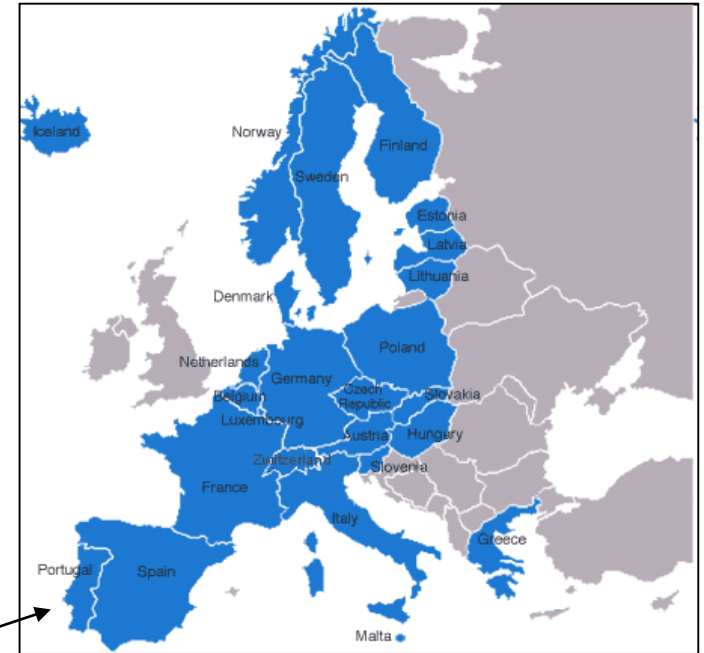 Iceland
Norway
Finland
Sweden
Estonia
Latvia
Lithuania
Denmark
Poland
Netherlands
Germany
Czech
Republic
Belgium
Slovakia
Luxembourg
Austria
Hungary
Zwitzerland
Slovenia
France
Italy
Greece
Portugal
Spain
Malta